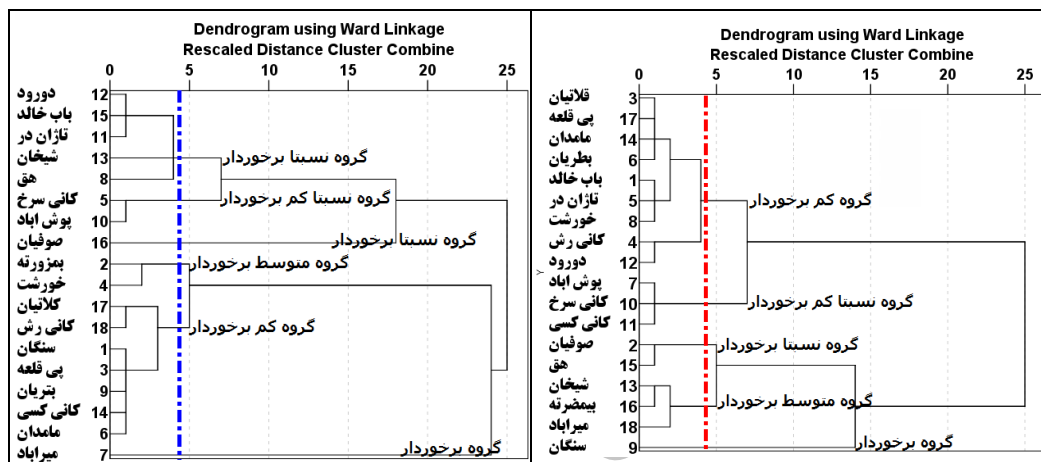 Dendrogram using Ward Linkage
Rescaled Distance Cluster Combine
0 5 10 15 20 25
دورود 12
باب خالد 15
تاژان در 11
شیخان 13
گروه نسبتا برخوردار
هق 8
کانی سرخ 5
گروه نسبتا کم برخوردار
پوش اباد 10
صوفیان 16
گروه نسبتا برخوردار
بمزورته 2
گروه متوسط برخوردار
خورشت 4
کلاتیان 17
کانی رش 18
گروه کم برخوردار
سنگان 1
پی قلعه 3
بتریان 9
کانی کسی 14
مامدان 6
گروه برخوردار
میراباد 7
Dendrogram using Ward Linkage
Rescaled Distance Cluster Combine
0 5 10 15 20 25
قلاتیان 3
پی قلعه 17
مامدان 14
بطریان 6
باب خالد 1
تاژان در 5
گروه کم برخوردار
خورشت 8
کانی رش 4
دورود 12
Y
پوش اباد 7
کانی سرخ 10
گروه نسبتا کم برخوردار
کانی کسی 11
صوفیان 2
گروه نسبتا برخوردار
هق 15
شیخان 13
بیمضرته 16
گروه متوسط برخوردار
میراباد 18
سنگان 9
گروه برخوردار